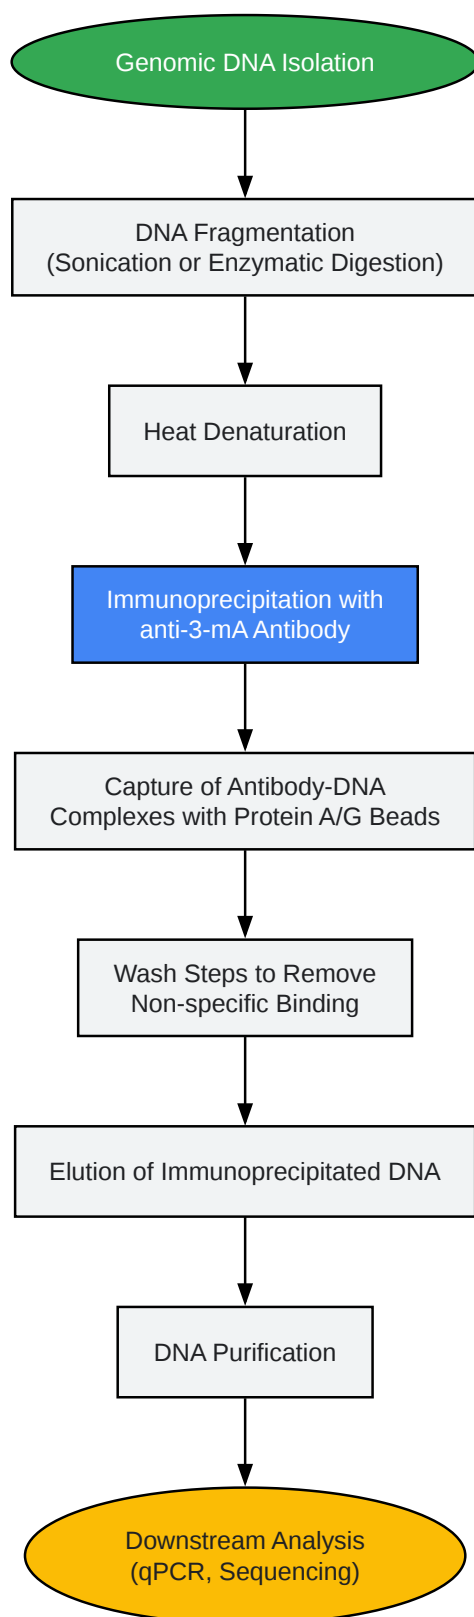 Genomic DNA Isolation
DNA Fragmentation
(Sonication or Enzymatic Digestion)
Heat Denaturation
Immunoprecipitation with
anti-3-mA Antibody
Capture of Antibody-DNA
Complexes with Protein A/G Beads
Wash Steps to Remove
Non-specific Binding
Elution of Immunoprecipitated DNA
DNA Purification
Downstream Analysis
(qPCR, Sequencing)